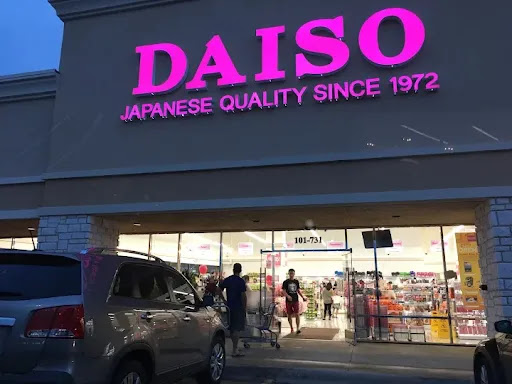 DAISO
JAPANESE QUALITY SINCE 1972
101-731